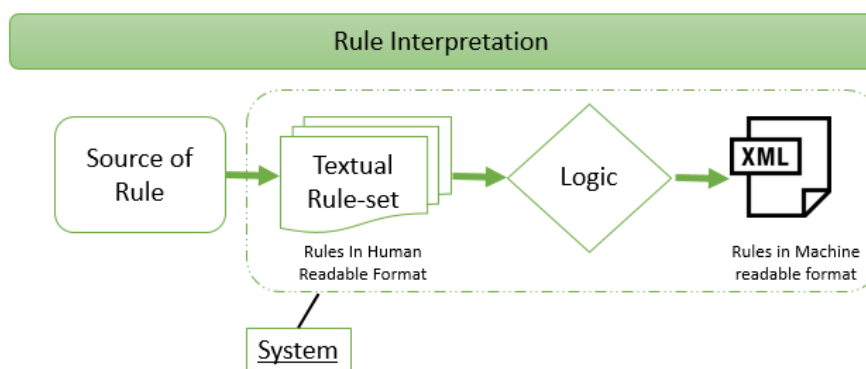 Rule Interpretation
Source of
Rule
Textual
Rule-set
Logic
XML
Rules In Human
Readable Format
Rules in Machine
readable format
System